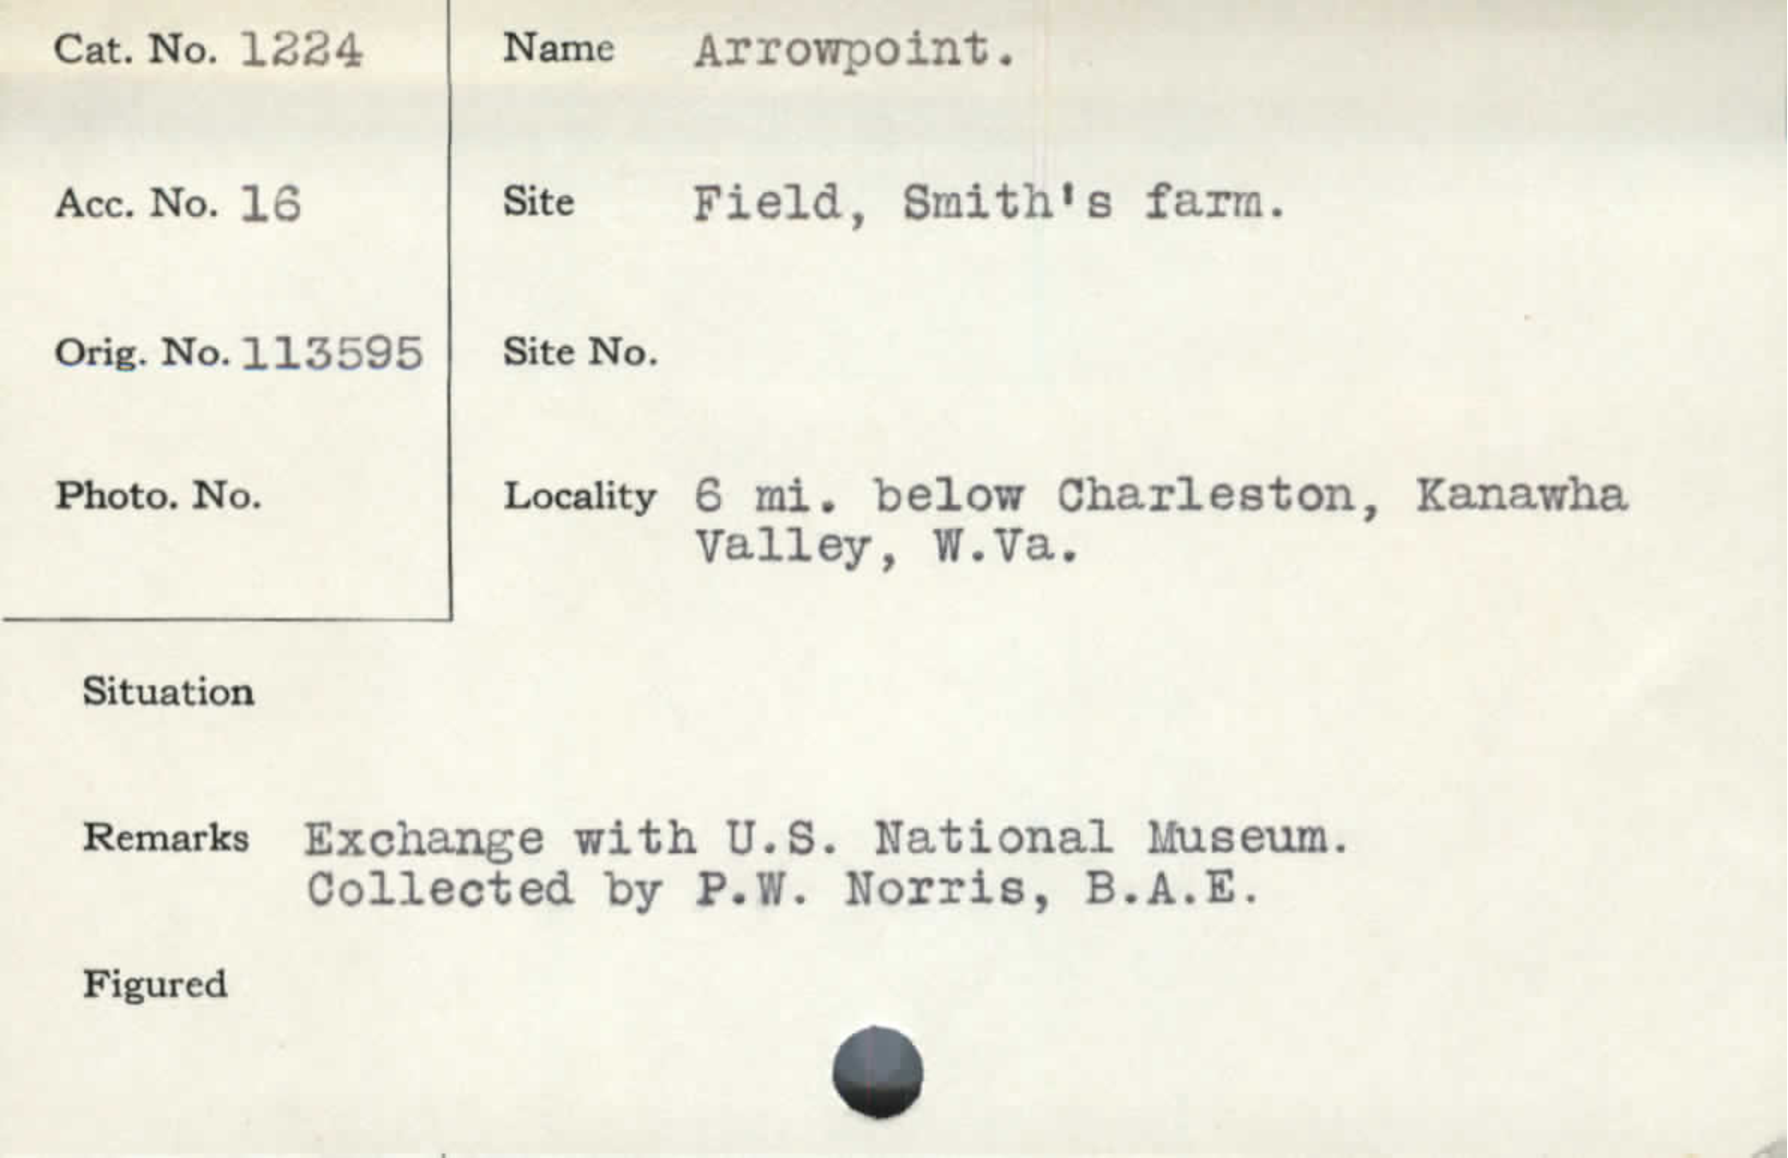 Cat. No. 1224
Name Arrowpoint.
Acc. No. 16
Site Field, Smith's farm.
Orig. No. 113595
Site No.
Photo. No.
Locality 6 mi. below Charleston, Kanawha
Valley, W.Va.
Situation
Remarks Exchange with U.S. National Museum.
Collected by P.W. Norris, B.A.E.
Figured